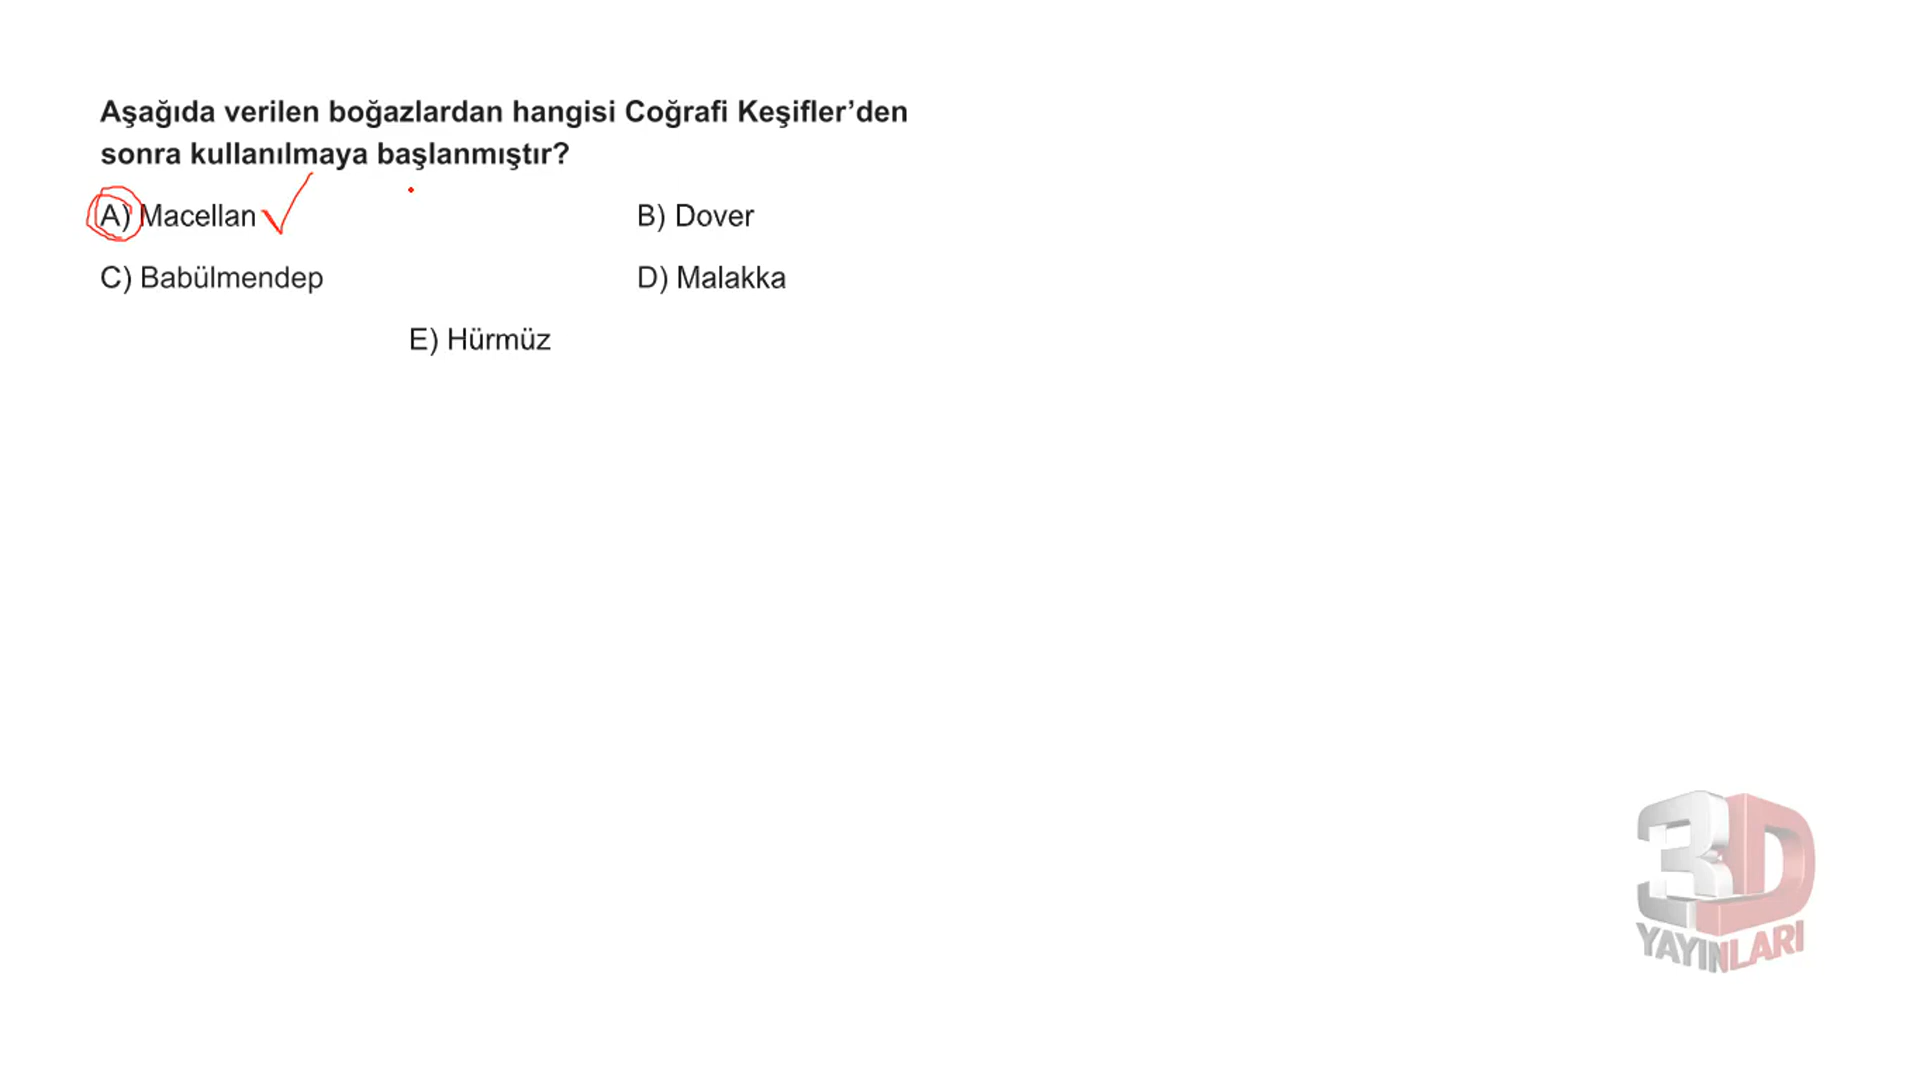 Aşağıda verilen boğazlardan hangisi Coğrafi Keşifler’den
sonra kullanılmaya başlanmıştır?
A) Macellan
B) Dover
C) Babülmendep
D) Malakka
E) Hürmüz
3D
YAYINLARI